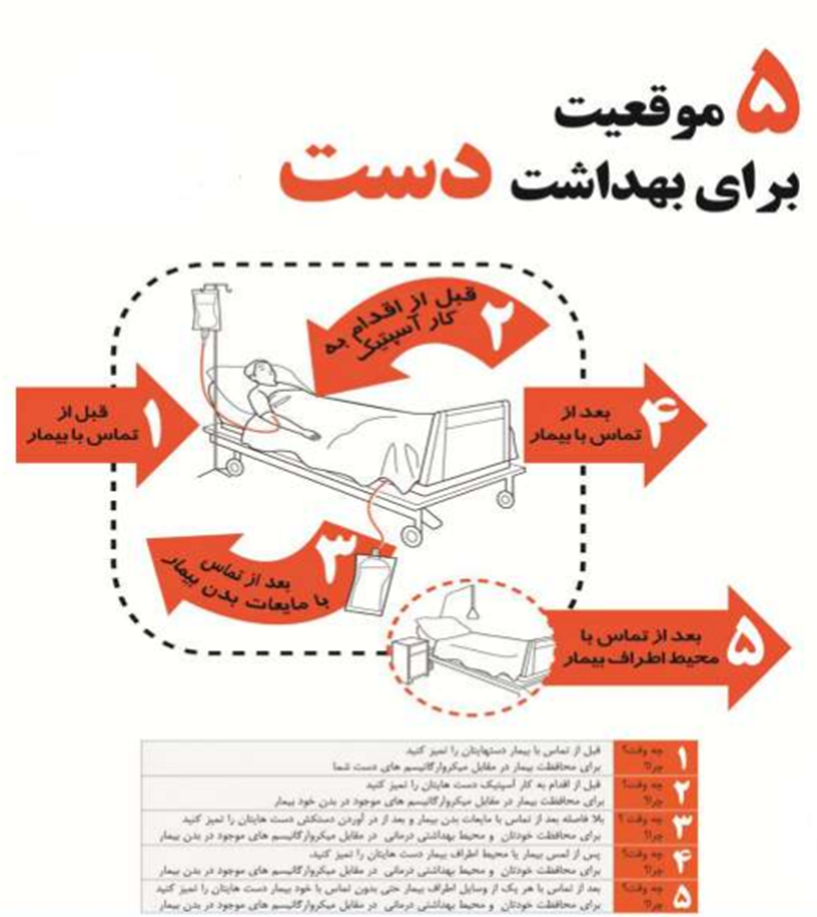 ۵ موقعیت
برای بهداشت دست
۱ قبل از
تماس با بیمار
۲ قبل از اقدام به
کار آسپتیک
۳ بعد از تماس
با مایعات بدن بیمار
۴ بعد از
تماس با بیمار
۵ بعد از تماس با
محیط اطراف بیمار
۱ چه وقت؟ قبل از تماس با بیمار دستهایتان را تمیز کنید
چرا؟ برای محافظت بیمار در مقابل میکروارگانیسم های دست شما
۲ چه وقت؟ قبل از اقدام به کار آسپتیک دست هایتان را تمیز کنید
چرا؟ برای محافظت بیمار در مقابل میکروارگانیسم های موجود در بدن خود بیمار
۳ چه وقت؟ بلا فاصله بعد از تماس با مایعات بدن بیمار و بعد از در آوردن دستکش دست هایتان را تمیز کنید
چرا؟ برای محافظت خودتان و محیط بهداشتی درمانی در مقابل میکروارگانیسم های موجود در بدن بیمار
۴ چه وقت؟ پس از لمس بیمار یا محیط اطراف بیمار دست هایتان را تمیز کنید.
چرا؟ برای محافظت خودتان و محیط بهداشتی درمانی در مقابل میکروارگانیسم های موجود در بدن بیمار
۵ چه وقت؟ بعد از تماس با هر یک از وسایل اطراف بیمار حتی بدون تماس با خود بیمار دست هایتان را تمیز کنید
چرا؟ برای محافظت خودتان و محیط بهداشتی درمانی در مقابل میکروارگانیسم های موجود در بدن بیمار